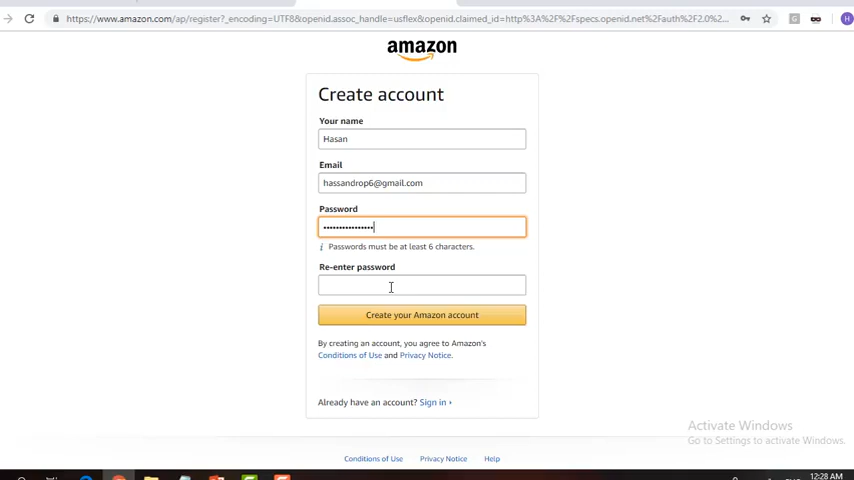 https://www.amazon.com/ap/register?_encoding=UTF8&openid.assoc_handle=usflex&openid.claimed_id=http%3A%2F%2Fspecs.openid.net%2Fauth%2F2.0%2...
H
amazon
Create account
Your name
Hasan
Email
hassandrop6@gmail.com
Password
i Passwords must be at least 6 characters.
Re-enter password
Create your Amazon account
By creating an account, you agree to Amazon's
Conditions of Use and Privacy Notice.
Already have an account? Sign in
Activate Windows
Go to Settings to activate Windows.
Conditions of Use Privacy Notice Help
12:28 AM